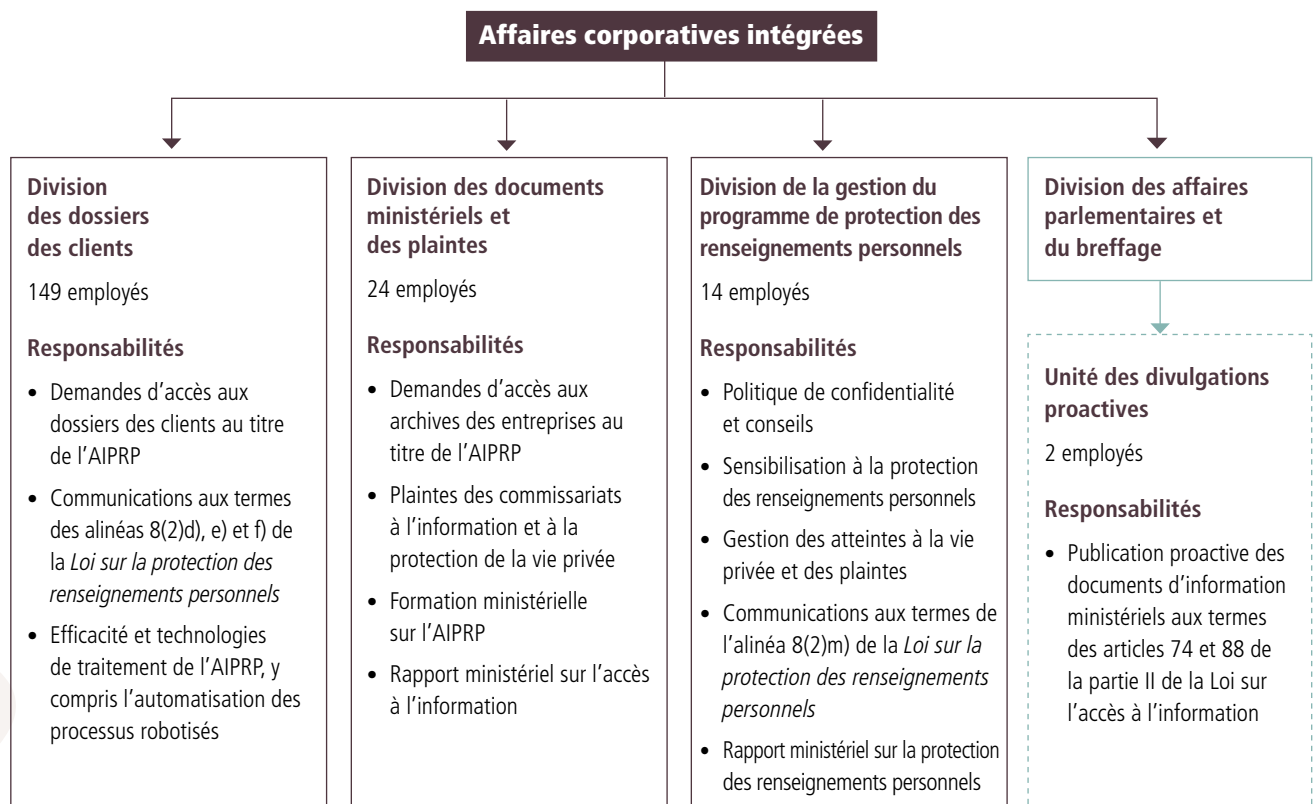 Affaires corporatives intégrées
Division
des dossiers
des clients
149 employés
Responsabilités
• Demandes d'accès aux
dossiers des clients au titre
de l'AIPRP
• Communications aux termes
des alinéas 8(2)d), e) et f) de
la Loi sur la protection des
renseignements personnels
• Efficacité et technologies
de traitement de l'AIPRP, y
compris l'automatisation des
processus robotisés
Division des documents
ministériels et
des plaintes
24 employés
Responsabilités
• Demandes d'accès aux
archives des entreprises au
titre de l'AIPRP
• Plaintes des commissariats
à l'information et à la
protection de la vie privée
• Formation ministérielle
sur l'AIPRP
• Rapport ministériel sur l'accès
à l'information
Division de la gestion du
programme de protection des
renseignements personnels
14 employés
Responsabilités
• Politique de confidentialité
et conseils
• Sensibilisation à la protection
des renseignements personnels
• Gestion des atteintes à la vie
privée et des plaintes
• Communications aux termes de
l'alinéa 8(2)m) de la Loi sur la
protection des renseignements
personnels
• Rapport ministériel sur la protection
des renseignements personnels
Division des affaires
parlementaires et
du breffage
Unité des divulgations
proactives
2 employés
Responsabilités
• Publication proactive des
documents d'information
ministériels aux termes
des articles 74 et 88 de
la partie II de la Loi sur
l'accès à l'information